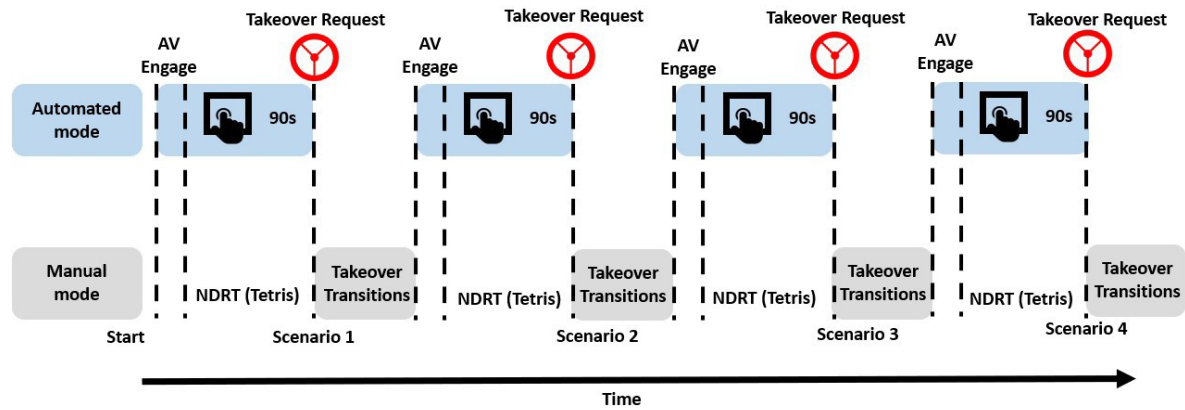 Takeover Request
Takeover Request
Takeover Request
Takeover Request
AV
Engage
AV
Engage
AV
Engage
AV
Engage
Automated
mode
90s
90s
90s
90s
Manual
mode
NDRT (Tetris)
Takeover
Transitions
NDRT (Tetris)
Takeover
Transitions
NDRT (Tetris)
Takeover
Transitions
NDRT (Tetris)
Takeover
Transitions
Start
Scenario 1
Scenario 2
Scenario 3
Scenario 4
Time